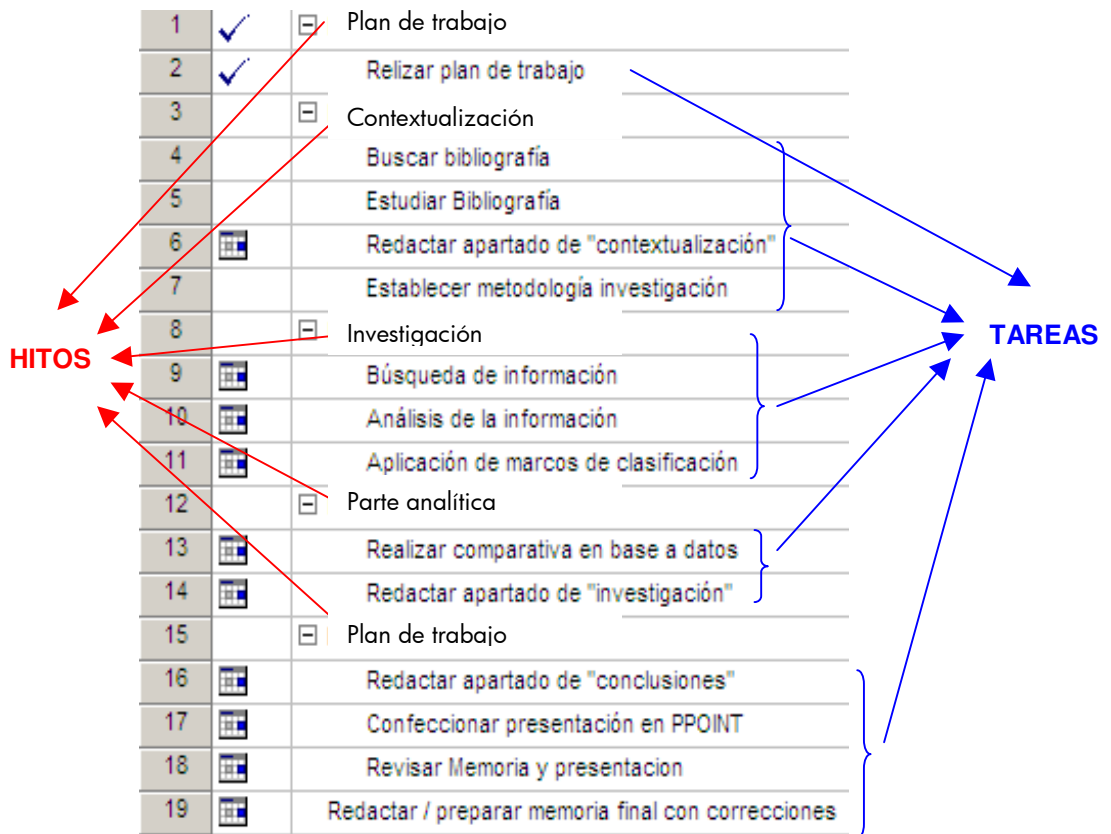 1 Plan de trabajo
2 Relizar plan de trabajo
3 Contextualización
4 Buscar bibliografía
5 Estudiar Bibliografía
6 Redactar apartado de "contextualización"
7 Establecer metodología investigación
8 Investigación
9 Búsqueda de información
10 Análisis de la información
11 Aplicación de marcos de clasificación
12 Parte analítica
13 Realizar comparativa en base a datos
14 Redactar apartado de "investigación"
15 Plan de trabajo
16 Redactar apartado de "conclusiones"
17 Confeccionar presentación en PPOINT
18 Revisar Memoria y presentacion
19 Redactar / preparar memoria final con correcciones
HITOS
TAREAS